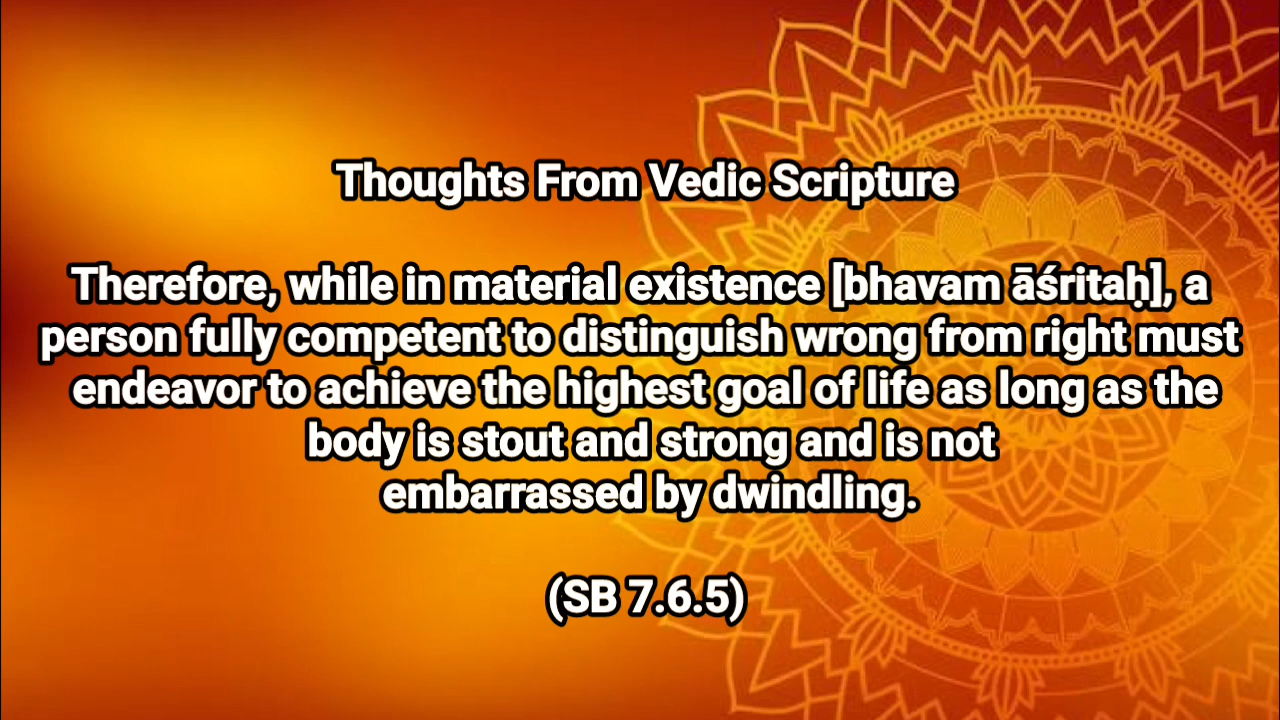 Thoughts From Vedic Scripture
Therefore, while in material existence [bhavam āśritaḥ], a
person fully competent to distinguish wrong from right must
endeavor to achieve the highest goal of life as long as the
body is stout and strong and is not
embarrassed by dwindling.
(SB 7.6.5)